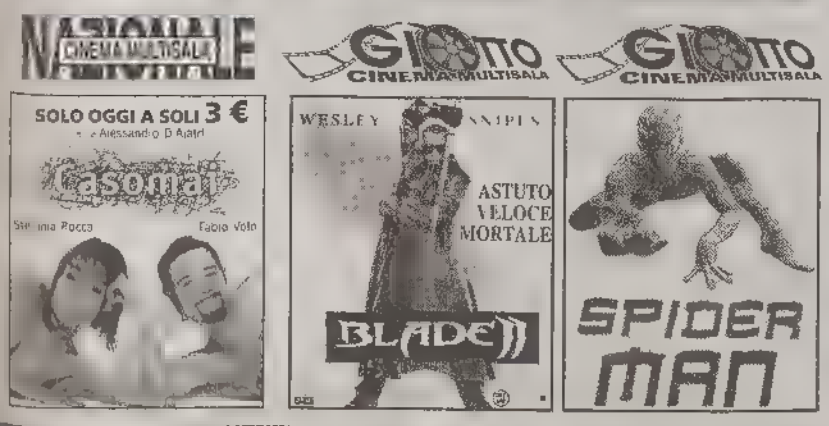 NAZIONALE
CINEMA MULTISALA
SOLO OGGI A SOLI 3 €
Alessandro D'Alatri
Casomai
Stefania Rocca
Fabio Volo
GIOTTO
CINEMA MULTISALA
WESLEY SNIPES
ASTUTO
VELOCE
MORTALE
BLADE II
GIOTTO
CINEMA MULTISALA
SPIDER
MAN